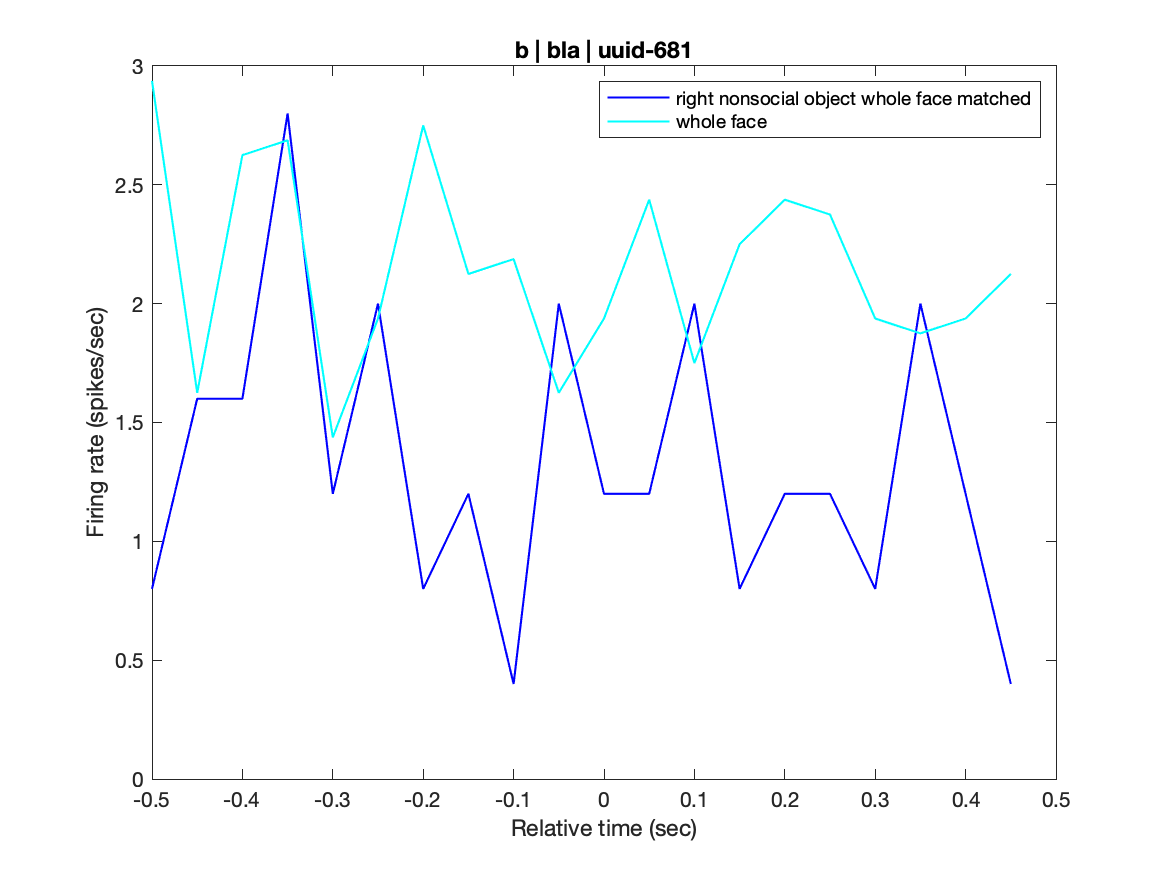 b | bla | uuid-681
right nonsocial object whole face matched
whole face
Firing rate (spikes/sec)
3
2.5
2
1.5
1
0.5
0
-0.5 -0.4 -0.3 -0.2 -0.1 0 0.1 0.2 0.3 0.4 0.5
Relative time (sec)